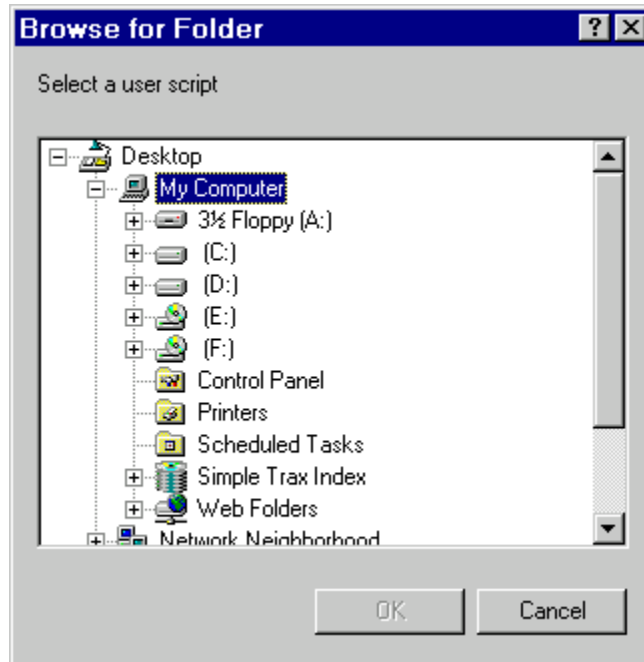 Browse for Folder
Select a user script
Desktop
My Computer
3½ Floppy (A:)
(C:)
(D:)
(E:)
(F:)
Control Panel
Printers
Scheduled Tasks
Simple Trax Index
Web Folders
Network Neighborhood
OK
Cancel